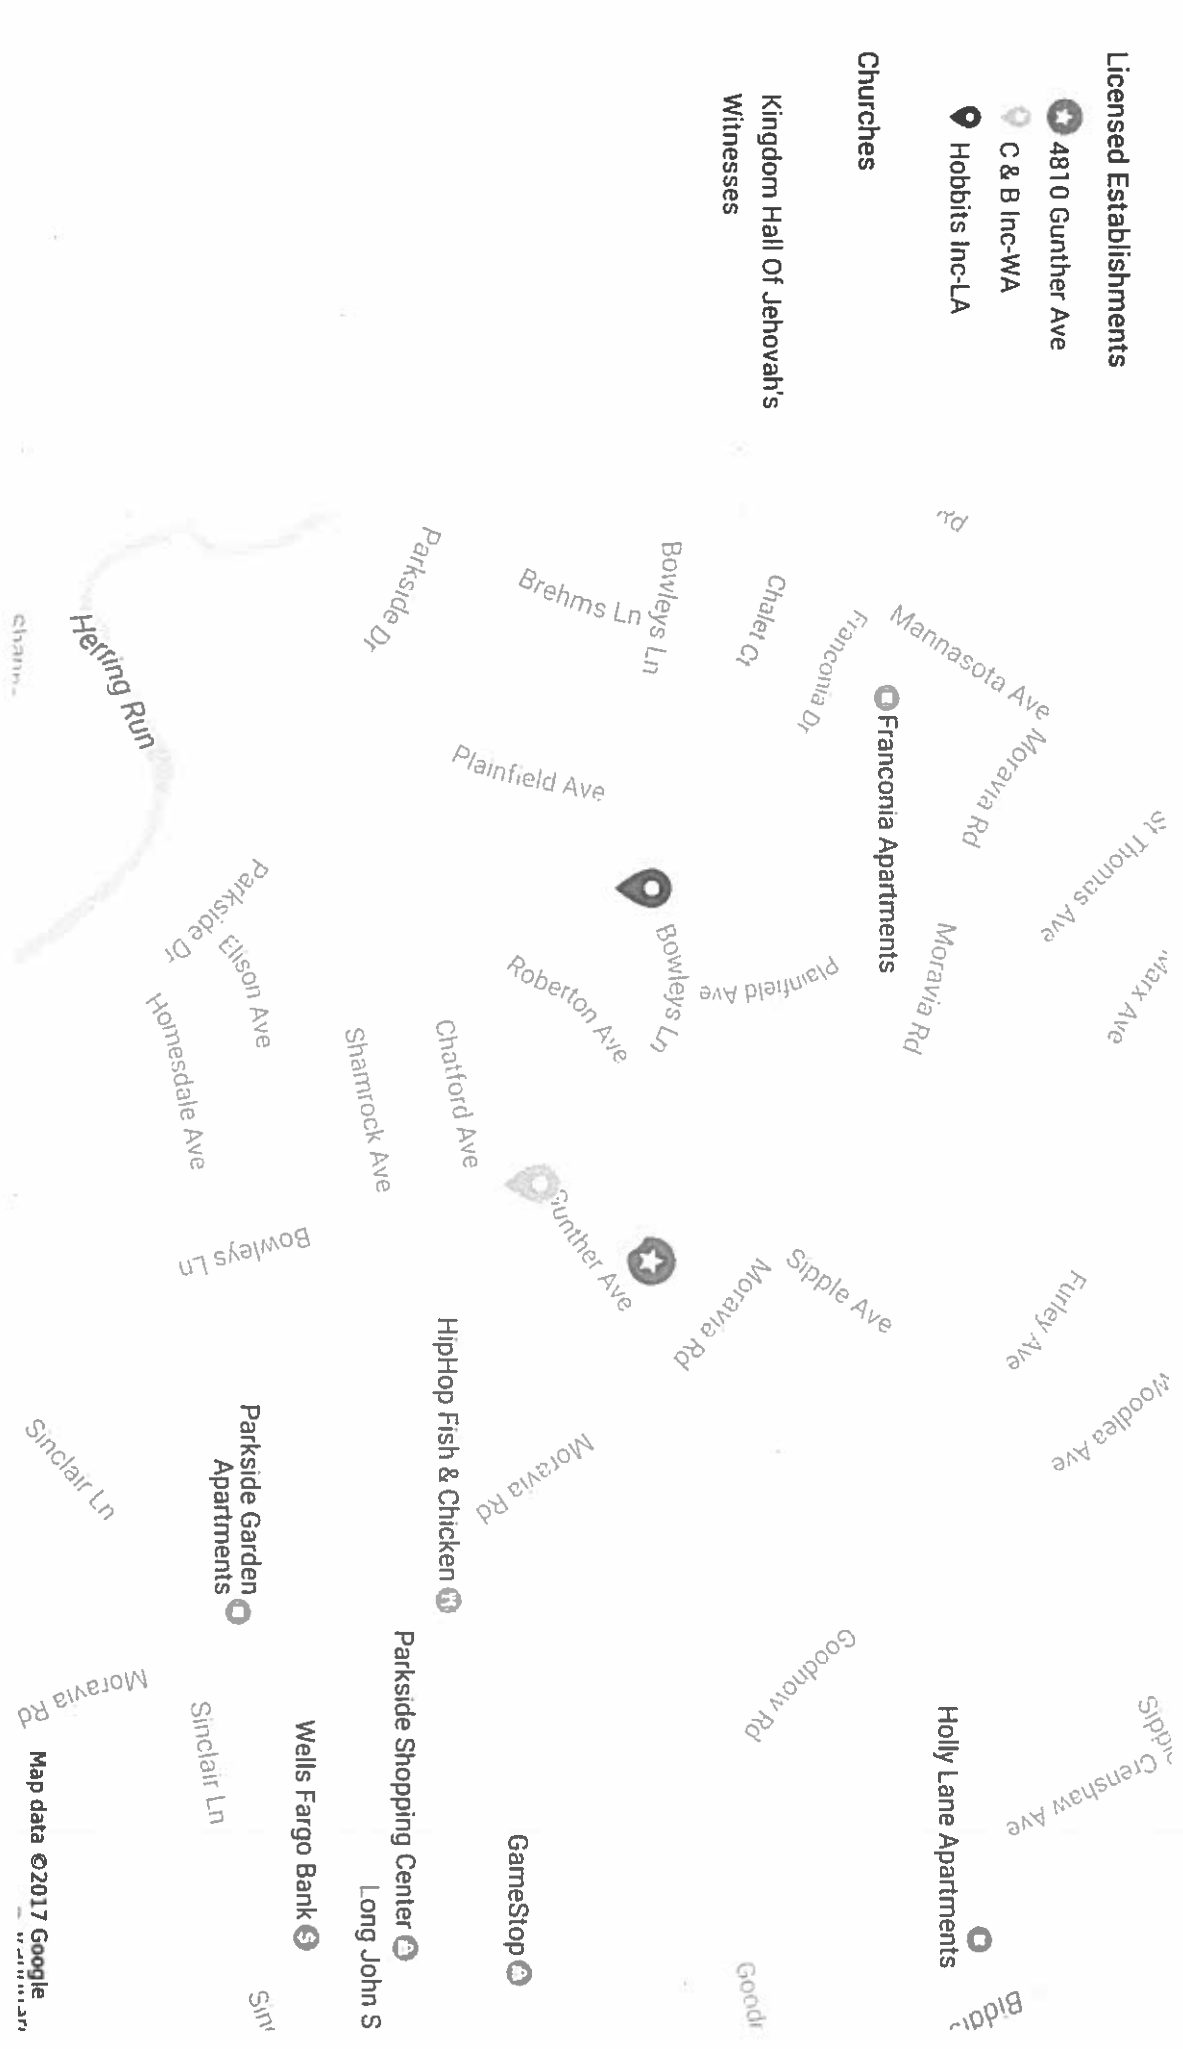 Licensed Establishments
4810 Gunther Ave
C & B Inc-WA
Hobbits Inc-LA
Churches
Kingdom Hall Of Jehovah's
Witnesses
Rd
St Thomas Ave
Marx Ave
Woodlea Ave
Crenshaw Ave
Furley Ave
Mannasota Ave
Moravia Rd
Franconia Apartments
Moravia Rd
Holly Lane Apartments
Franconia Dr
Sipple Ave
Goodnow Rd
Chalet Ct
Plainfield Ave
Moravia Rd
Bowleys Ln
Bowleys Ln
Brehms Ln
Roberton Ave
Gunther Ave
Plainfield Ave
Moravia Rd
GameStop
Chatford Ave
HipHop Fish & Chicken
Parkside Dr
Shamrock Ave
Parkside Shopping Center
Long John S
Wells Fargo Bank
Bowleys Ln
Parkside Garden
Apartments
Parkside Dr
Elison Ave
Homesdale Ave
Sinclair Ln
Herring Run
Sinclair Ln
Moravia Rd
Map data ©2017 Google